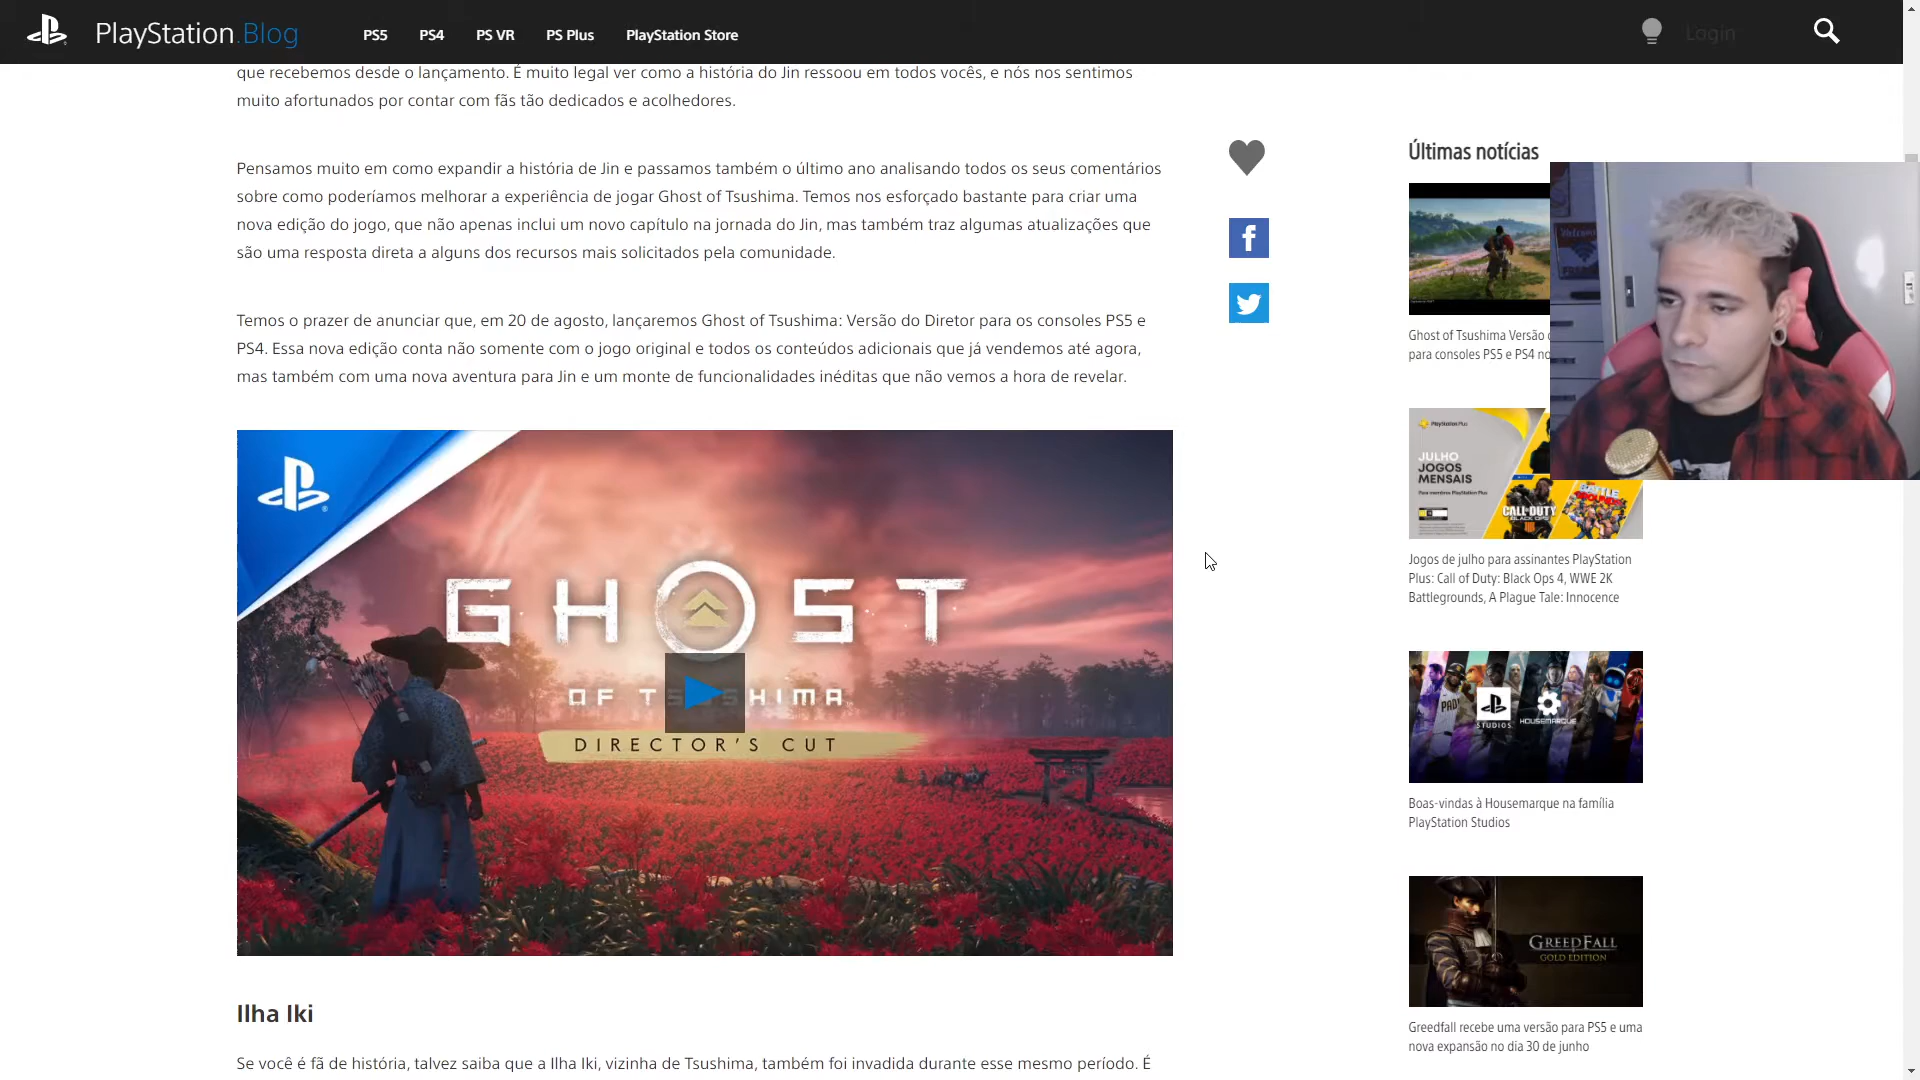 PlayStation.Blog
PS5 PS4 PS VR PS Plus PlayStation Store
Login
que recebemos desde o lançamento. É muito legal ver como a história do Jin ressoou em todos vocês, e nós nos sentimos
muito afortunados por contar com fãs tão dedicados e acolhedores.
Pensamos muito em como expandir a história de Jin e passamos também o último ano analisando todos os seus comentários
sobre como poderíamos melhorar a experiência de jogar Ghost of Tsushima. Temos nos esforçado bastante para criar uma
nova edição do jogo, que não apenas inclui um novo capítulo na jornada do Jin, mas também traz algumas atualizações que
são uma resposta direta a alguns dos recursos mais solicitados pela comunidade.
Temos o prazer de anunciar que, em 20 de agosto, lançaremos Ghost of Tsushima: Versão do Diretor para os consoles PS5 e
PS4. Essa nova edição conta não somente com o jogo original e todos os conteúdos adicionais que já vendemos até agora,
mas também com uma nova aventura para Jin e um monte de funcionalidades inéditas que não vemos a hora de revelar.
GHOST
OF TSUSHIMA
DIRECTOR'S CUT
Ilha Iki
Se você é fã de história, talvez saiba que a Ilha Iki, vizinha de Tsushima, também foi invadida durante esse mesmo período. É
Últimas notícias
Ghost of Tsushima Versão
para consoles PS5 e PS4 no
PlayStation Plus
JULHO
JOGOS
MENSAIS
Para membros PlayStation Plus
CALL OF DUTY
BLACK OPS
BATTLE
GROUNDS
Jogos de julho para assinantes PlayStation
Plus: Call of Duty: Black Ops 4, WWE 2K
Battlegrounds, A Plague Tale: Innocence
STUDIOS
HOUSEMARQUE
Boas-vindas à Housemarque na família
PlayStation Studios
GREEDFALL
GOLD EDITION
Greedfall recebe uma versão para PS5 e uma
nova expansão no dia 30 de junho